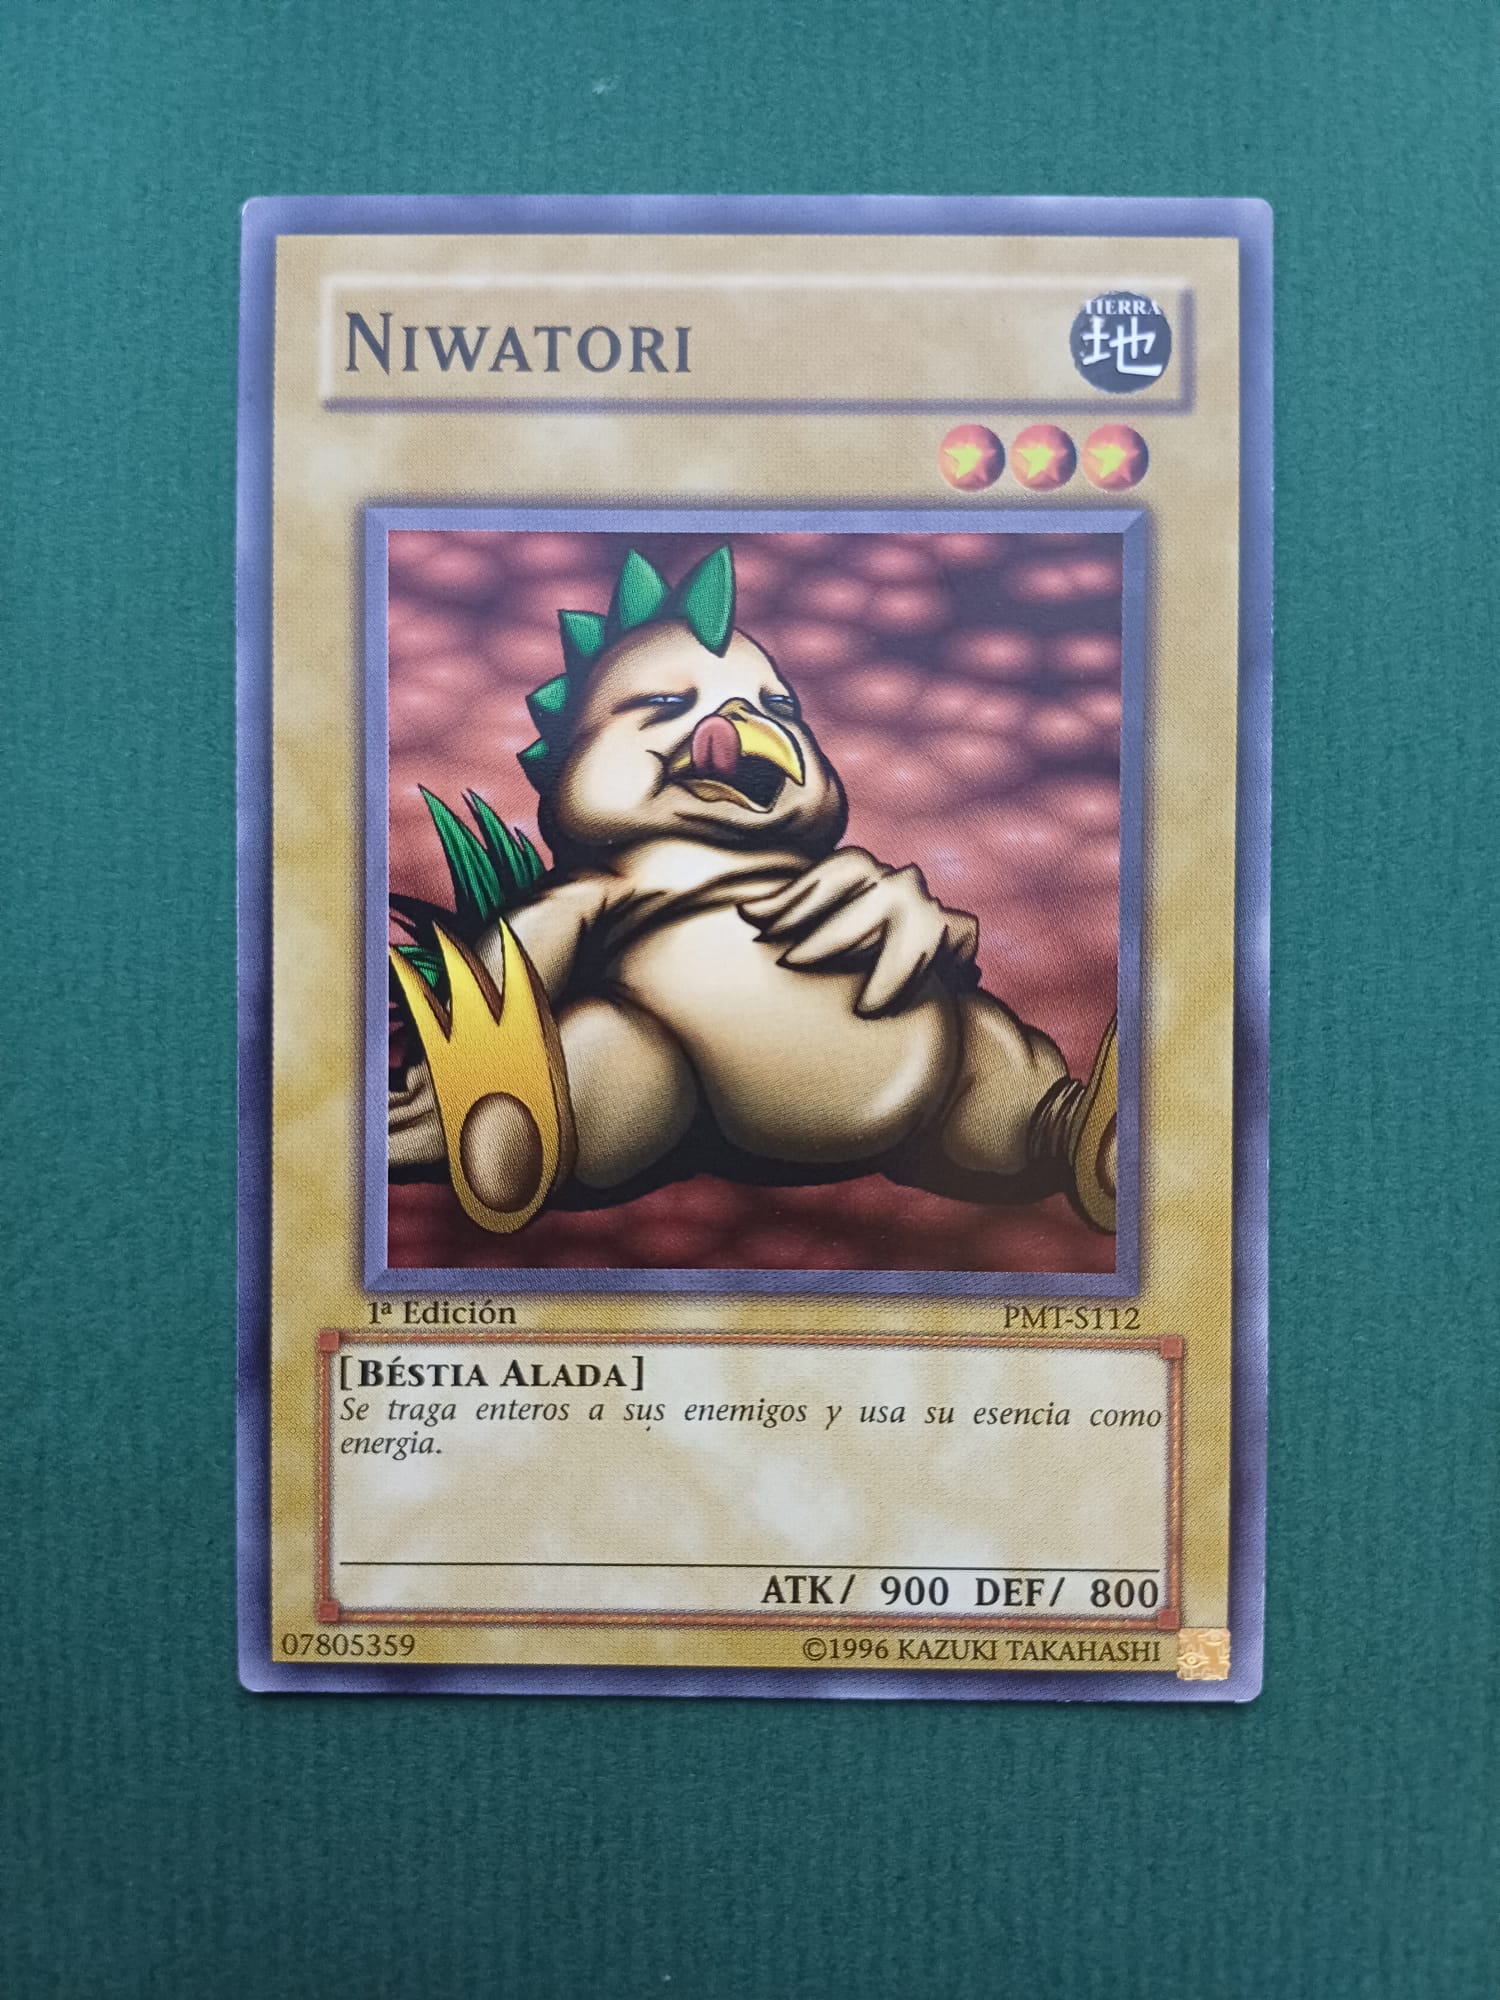 NIWATORI
TIERRA
地
1ª Edición
PMT-S112
[BÉSTIA ALADA]
Se traga enteros a sus enemigos y usa su esencia como
energia.
ATK/ 900 DEF/ 800
07805359
©1996 KAZUKI TAKAHASHI